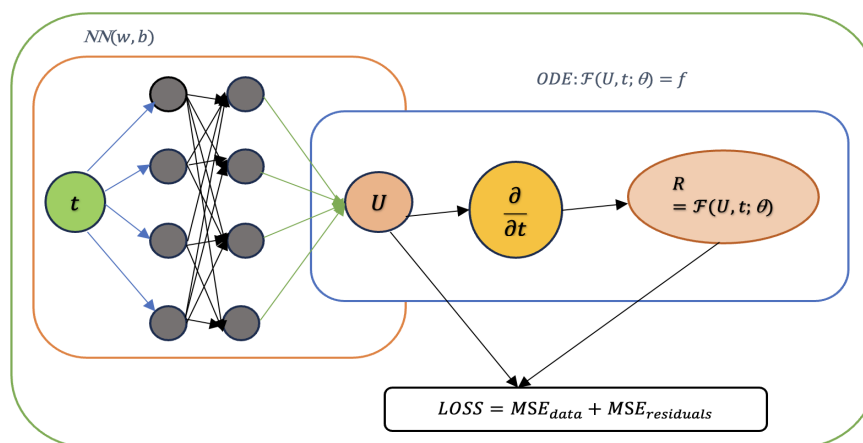 𝒩𝒩(w, b)
ODE: ℱ(U, t; θ) = f
t
U
∂
∂t
R
= ℱ(U, t; θ)
LOSS = MSE_data + MSE_residuals